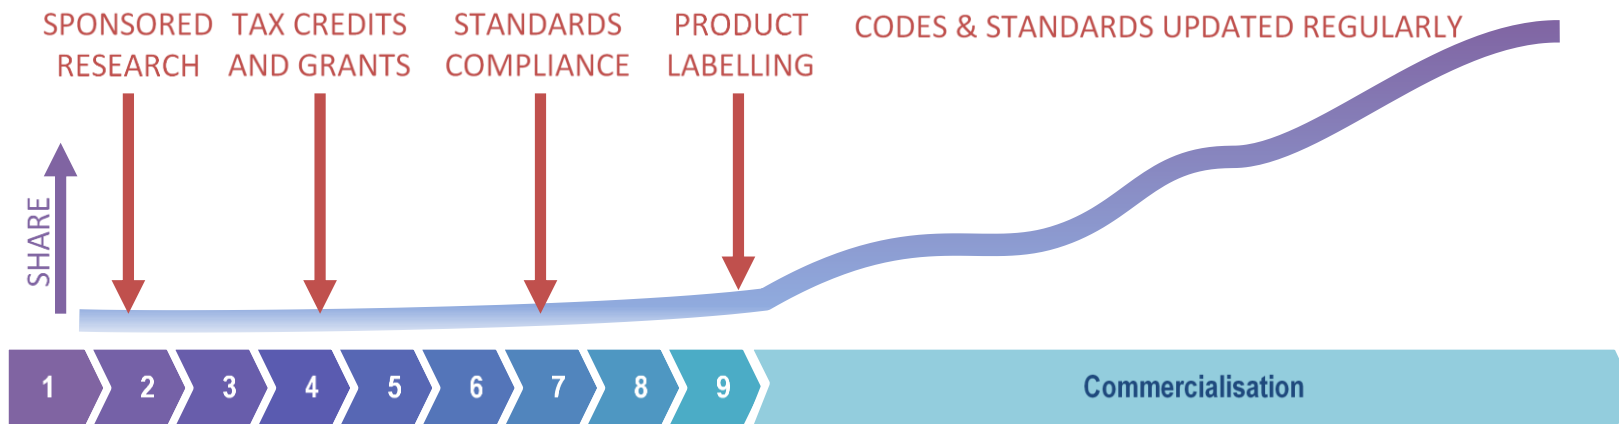 SPONSORED
RESEARCH
TAX CREDITS
AND GRANTS
STANDARDS
COMPLIANCE
PRODUCT
LABELLING
CODES & STANDARDS UPDATED REGULARLY
SHARE
1
2
3
4
5
6
7
8
9
Commercialisation